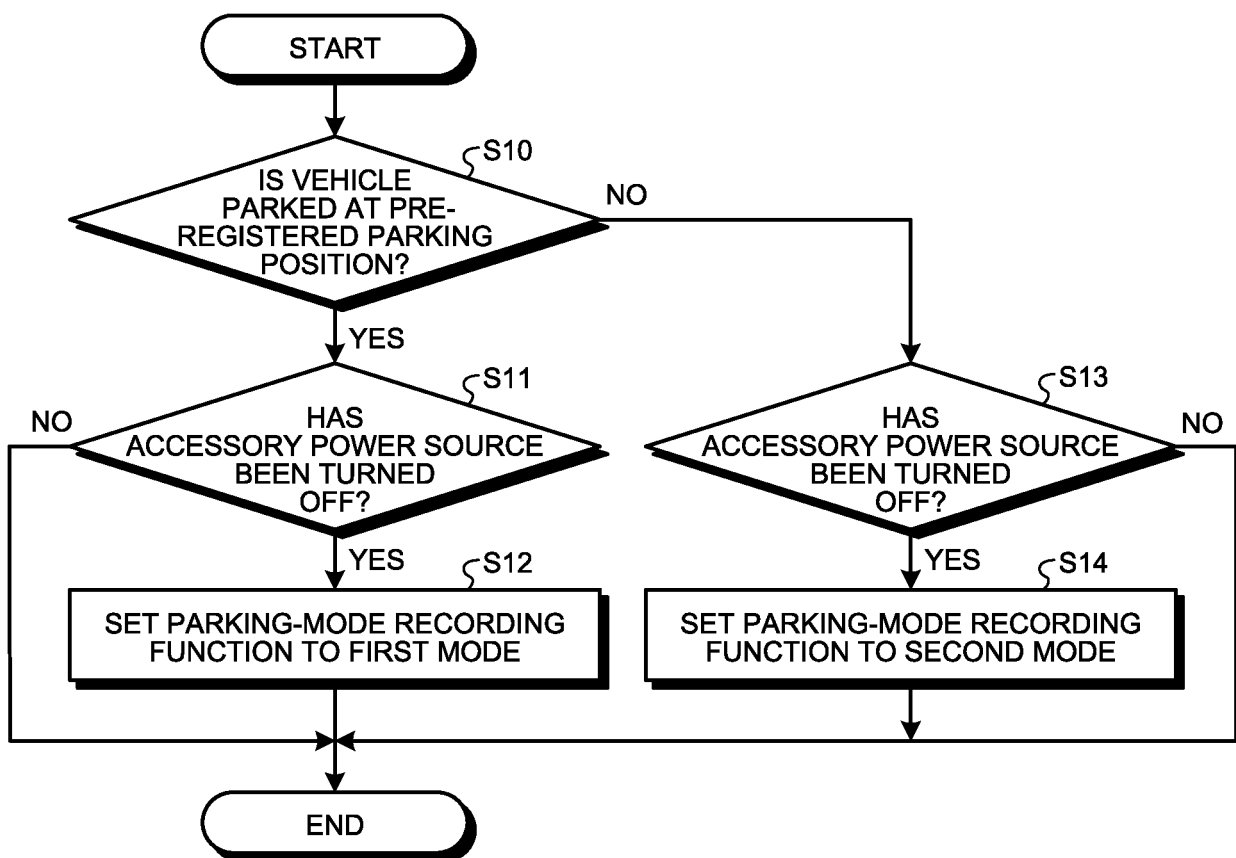 START
S10
IS VEHICLE
PARKED AT PRE-
REGISTERED PARKING
POSITION?
NO
YES
S11
HAS
ACCESSORY POWER SOURCE
BEEN TURNED
OFF?
NO
YES
S12
SET PARKING-MODE RECORDING
FUNCTION TO FIRST MODE
S13
HAS
ACCESSORY POWER SOURCE
BEEN TURNED
OFF?
NO
YES
S14
SET PARKING-MODE RECORDING
FUNCTION TO SECOND MODE
END